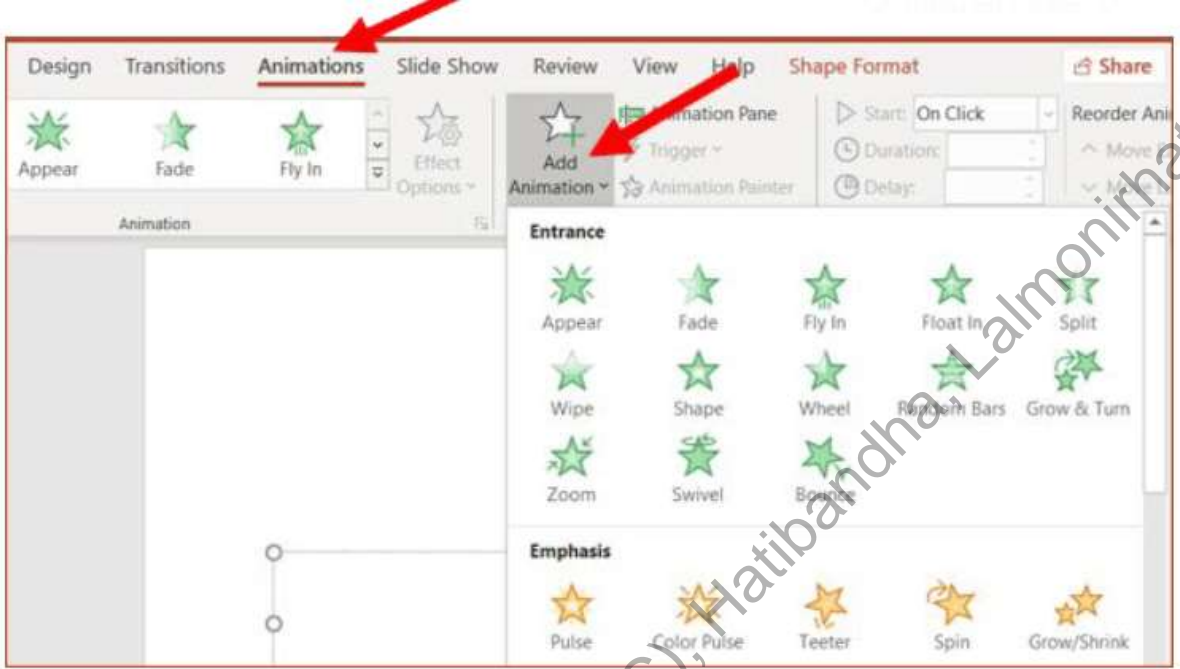 Design Transitions Animations Slide Show Review View Help Shape Format Share
Appear Fade Fly In Effect Options Add Animation Animation Pane Trigger Animation Painter Start: On Click Duration: Delay: Reorder Move
Animation
Entrance
Appear Fade Fly In Float In Split
Wipe Shape Wheel Random Bars Grow & Turn
Zoom Swivel Bounce
Emphasis
Pulse Color Pulse Teeter Spin Grow/Shrink
Hatibandha, Lalmonirha